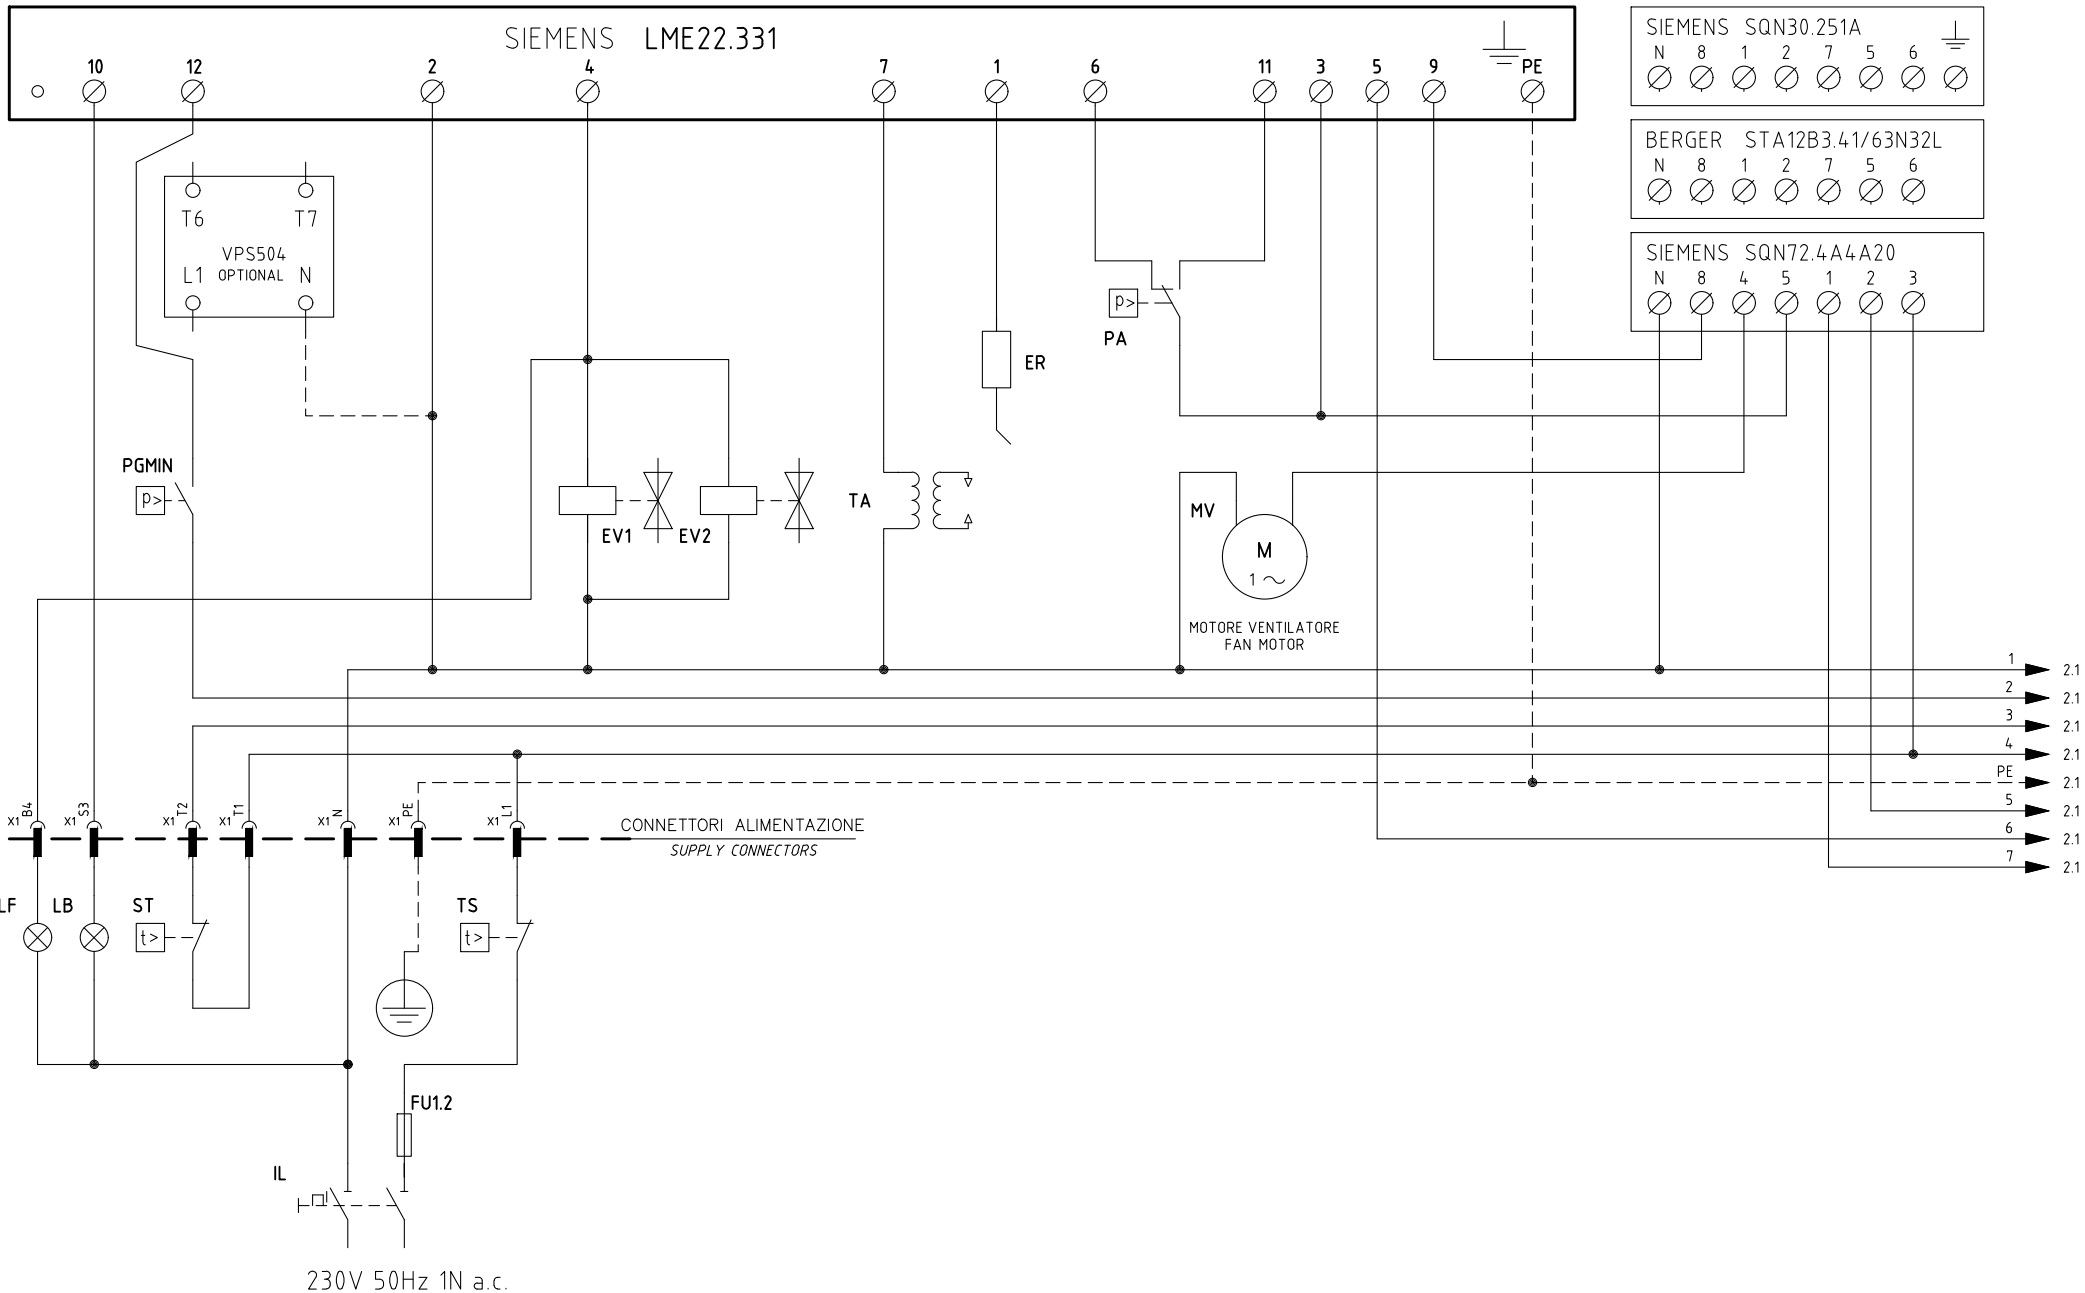 SIEMENS LME22.331
10 12 2 4 7 1 6 11 3 5 9 PE
SIEMENS SQN30.251A
N 8 1 2 7 5 6
BERGER STA12B3.41/63N32L
N 8 1 2 7 5 6
SIEMENS SQN72.4A4A20
N 8 4 5 1 2 3
T6 T7
VPS504
L1 OPTIONAL N
p>
PA
ER
PGMIN
p>
EV1
EV2
TA
MV
M
1~
MOTORE VENTILATORE
FAN MOTOR
1 2.1
2 2.1
3 2.1
4 2.1
PE 2.1
5 2.1
6 2.1
7 2.1
X1 B4 X1 S3 X1 T2 X1 T1 X1 N X1 PE X1 L1
CONNETTORI ALIMENTAZIONE
SUPPLY CONNECTORS
LF LB ST TS
t> t>
FU1.2
IL
230V 50Hz 1N a.c.